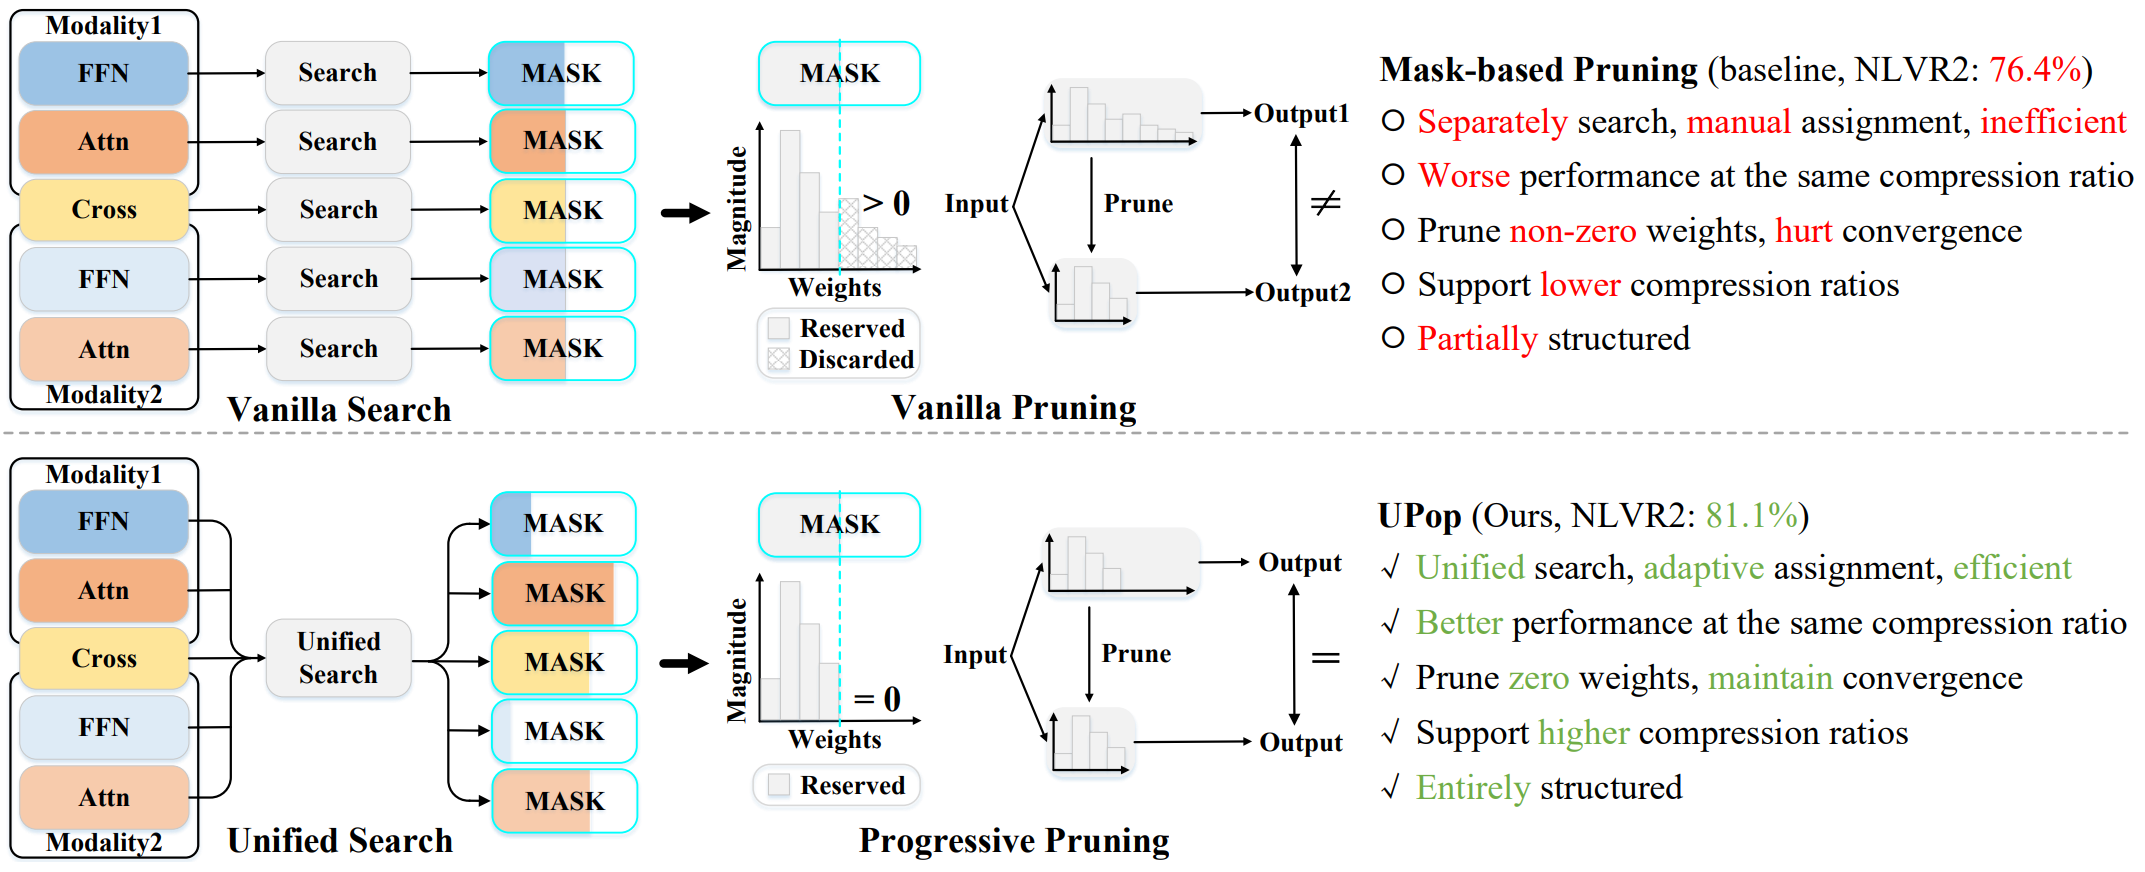 Modality1
FFN
Search
MASK
Attn
Search
MASK
Cross
Search
MASK
FFN
Search
MASK
Attn
Search
MASK
Modality2
Vanilla Search
MASK
Magnitude
> 0
Weights
Reserved
Discarded
Input
Prune
Output1
≠
Output2
Vanilla Pruning
Mask-based Pruning (baseline, NLVR2: 76.4%)
Separately search, manual assignment, inefficient
Worse performance at the same compression ratio
Prune non-zero weights, hurt convergence
Support lower compression ratios
Partially structured
Modality1
FFN
Attn
Cross
FFN
Attn
Modality2
Unified
Search
MASK
MASK
MASK
MASK
MASK
Unified Search
MASK
Magnitude
= 0
Weights
Reserved
Input
Prune
Output
=
Output
Progressive Pruning
UPop (Ours, NLVR2: 81.1%)
√ Unified search, adaptive assignment, efficient
√ Better performance at the same compression ratio
√ Prune zero weights, maintain convergence
√ Support higher compression ratios
√ Entirely structured